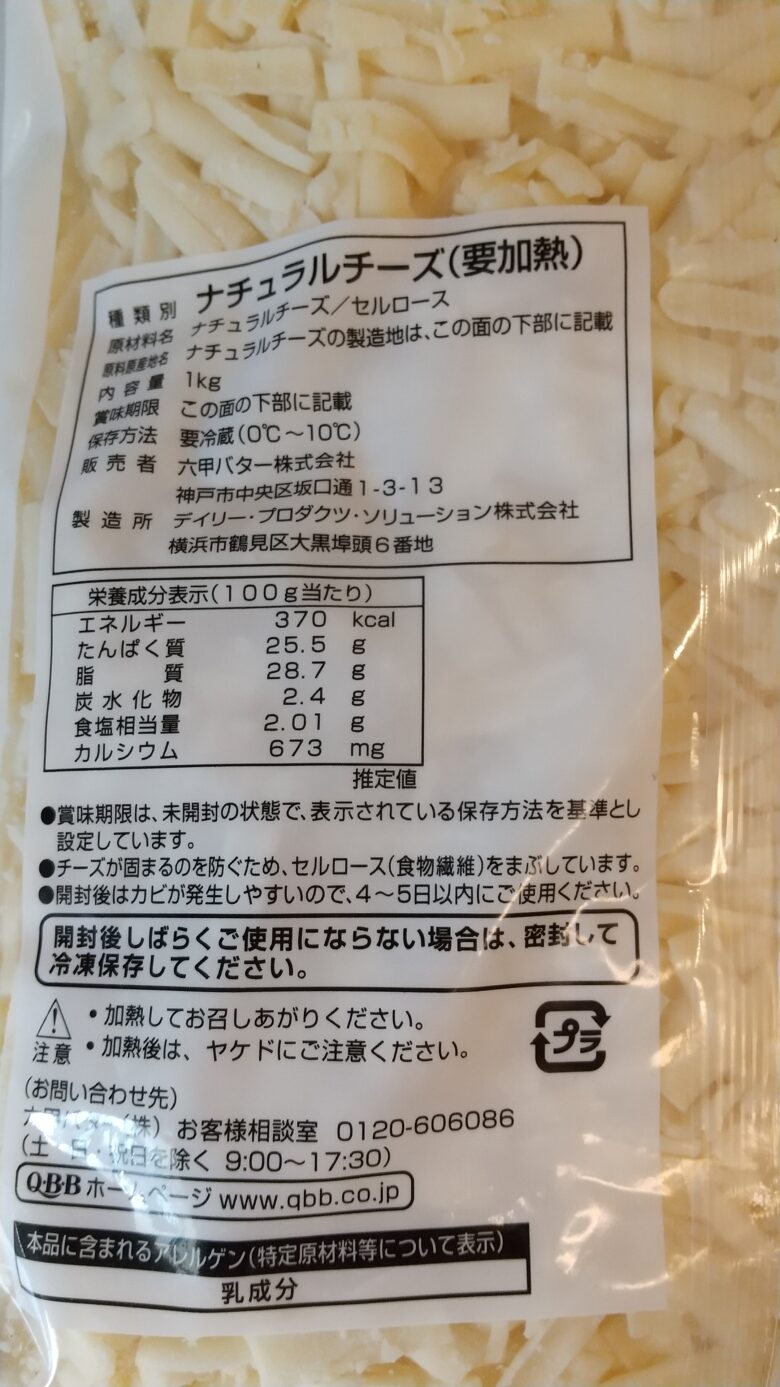 種類別 ナチュラルチーズ(要加熱)
原材料名 ナチュラルチーズ/セルロース
原料原産地名 ナチュラルチーズの製造地は、この面の下部に記載
内容量 1kg
賞味期限 この面の下部に記載
保存方法 要冷蔵(0℃〜10℃)
販売者 六甲バター株式会社
神戸市中央区坂口通1-3-13
製造所 デイリー・プロダクツ・ソリューション株式会社
横浜市鶴見区大黒埠頭6番地
栄養成分表示(100g当たり)
エネルギー 370 kcal
たんぱく質 25.5 g
脂質 28.7 g
炭水化物 2.4 g
食塩相当量 2.01 g
カルシウム 673 mg
推定値
●賞味期限は、未開封の状態で、表示されている保存方法を基準とし
設定しています。
●チーズが固まるのを防ぐため、セルロース(食物繊維)をまぶしています。
●開封後はカビが発生しやすいので、4〜5日以内にご使用ください。
開封後しばらくご使用にならない場合は、密封して
冷凍保存してください。
・加熱してお召しあがりください。
注意 ・加熱後は、ヤケドにご注意ください。
プラ
(お問い合わせ先)
六甲バター(株) お客様相談室 0120-606086
(土・日・祝日を除く 9:00〜17:30)
Q・B・B ホームページ www.qbb.co.jp
本品に含まれるアレルゲン(特定原材料等について表示)
乳成分